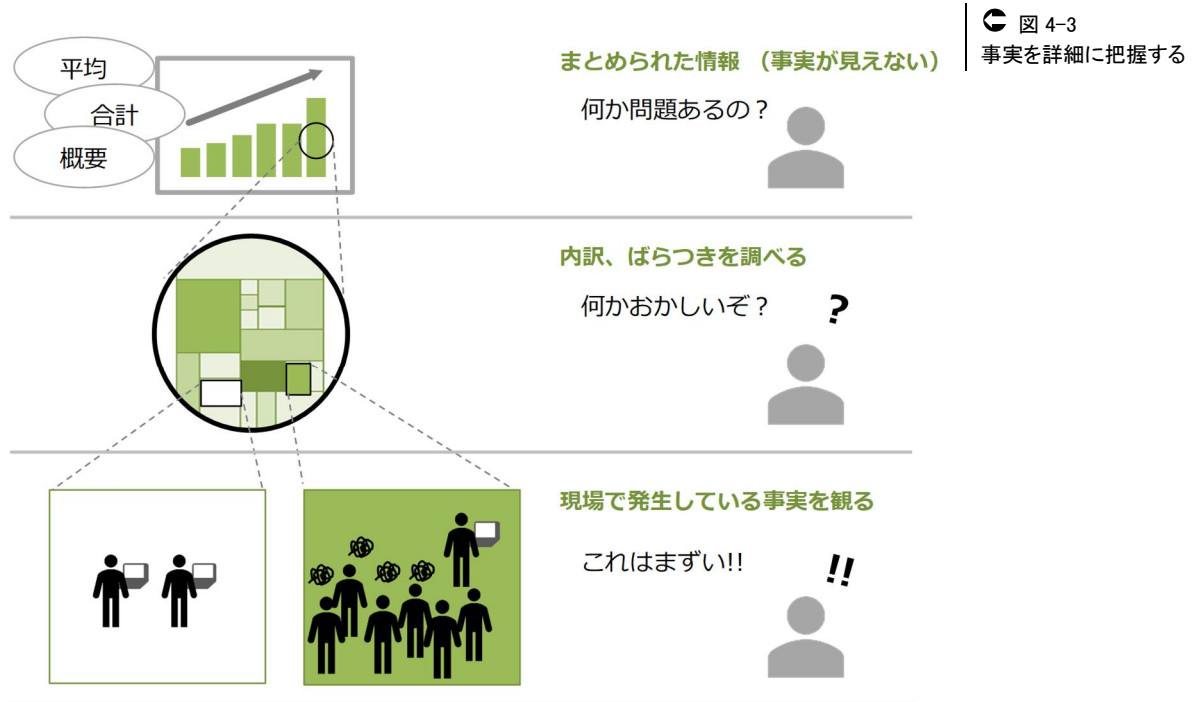 図 4-3
事実を詳細に把握する
平均
合計
概要
まとめられた情報 (事実が見えない)
何か問題あるの?
内訳、ばらつきを調べる
何かおかしいぞ?
?
現場で発生している事実を観る
これはまずい!!
!!